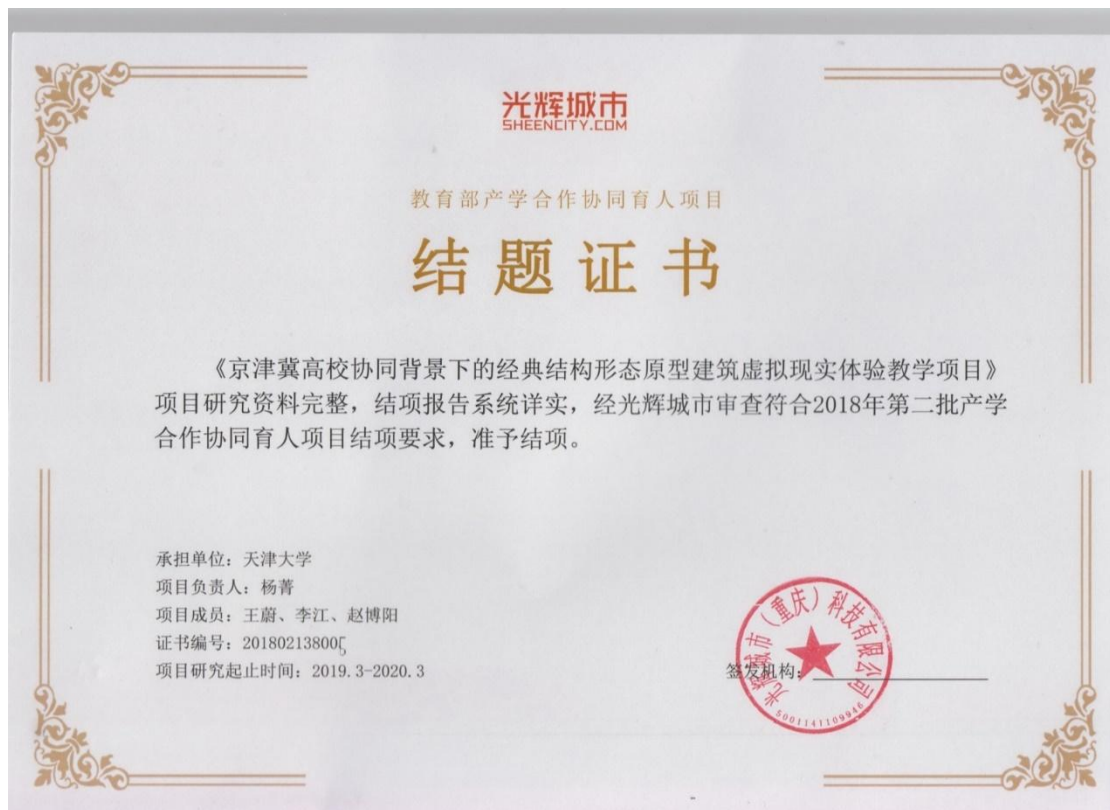 光辉城市
SHEENCITY.COM
教育部产学合作协同育人项目
结题证书
《京津冀高校协同背景下的经典结构形态原型建筑虚拟现实体验教学项目》
项目研究资料完整，结项报告系统详实，经光辉城市审查符合2018年第二批产学
合作协同育人项目结项要求，准予结项。
承担单位：天津大学
项目负责人：杨菁
项目成员：王蔚、李江、赵博阳
证书编号：201802138005
项目研究起止时间：2019.3-2020.3
签发机构：
光辉城市（重庆）科技有限公司
5001141109946